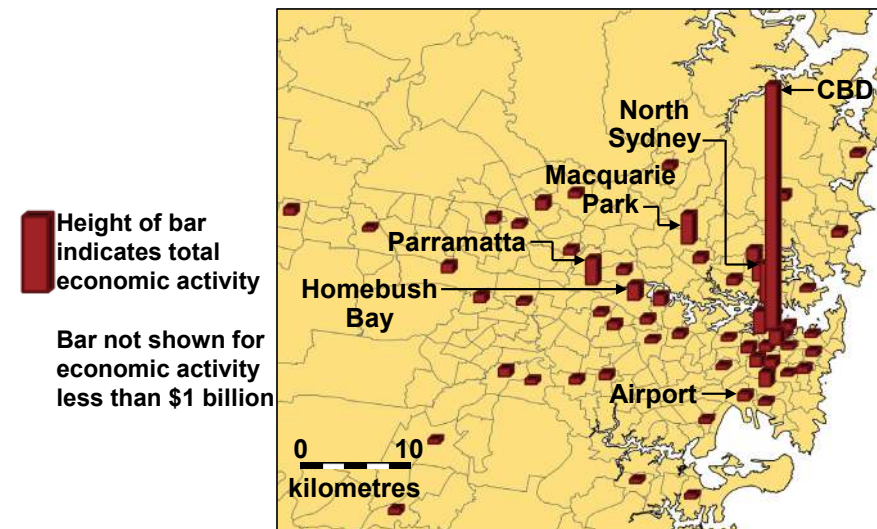 Height of bar
indicates total
economic activity
Bar not shown for
economic activity
less than $1 billion
CBD
North
Sydney
Macquarie
Park
Parramatta
Homebush
Bay
Airport
0 10
kilometres